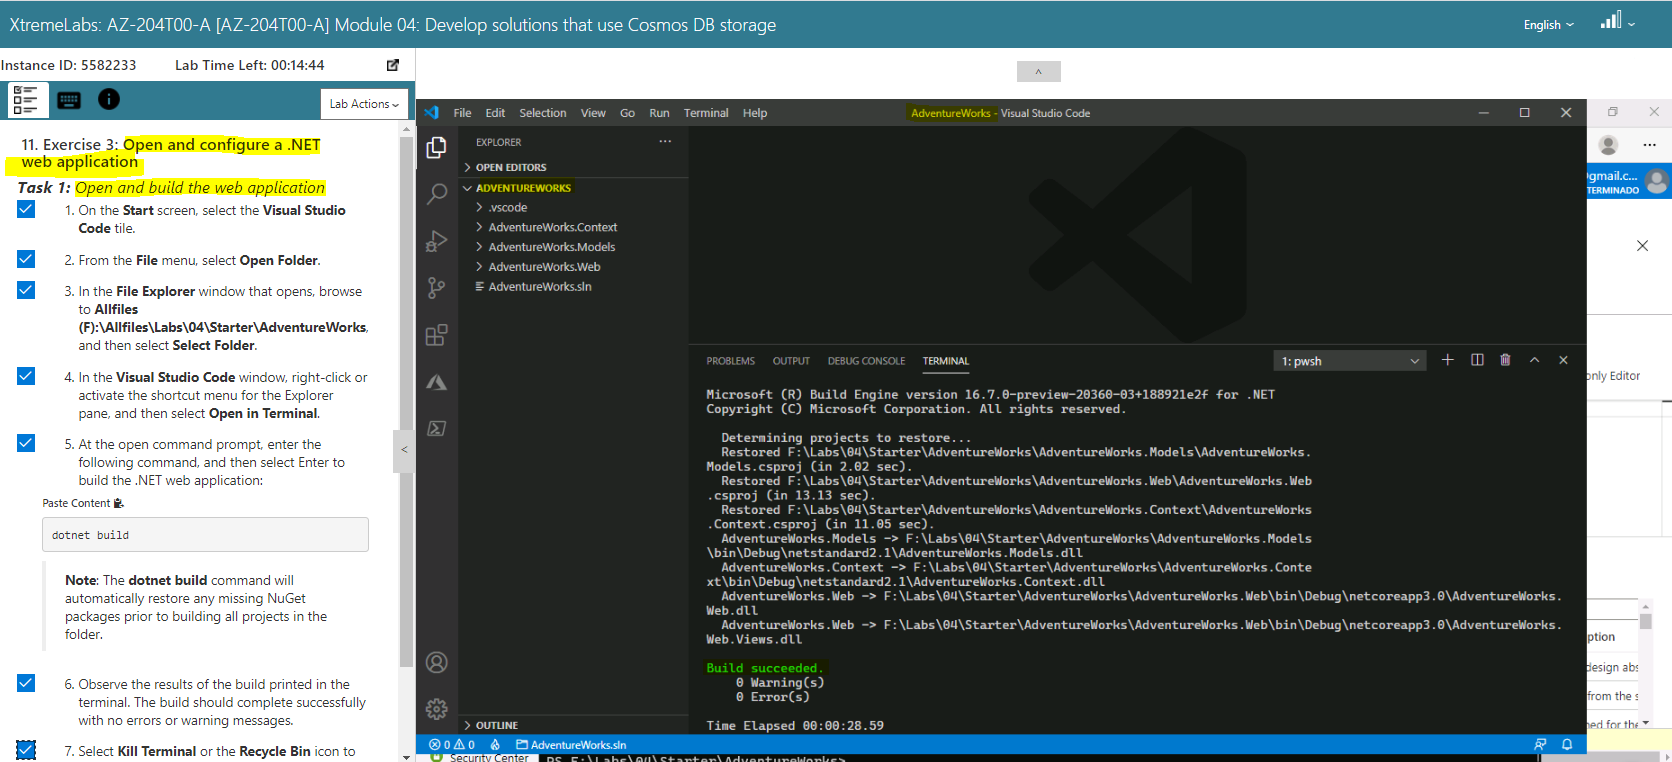 XtremeLabs: AZ-204T00-A [AZ-204T00-A] Module 04: Develop solutions that use Cosmos DB storage
English
Instance ID: 5582233
Lab Time Left: 00:14:44
Lab Actions
11. Exercise 3: Open and configure a .NET
web application
Task 1: Open and build the web application
1. On the Start screen, select the Visual Studio
Code tile.
2. From the File menu, select Open Folder.
3. In the File Explorer window that opens, browse
to Allfiles
(F):\Allfiles\Labs\04\Starter\AdventureWorks,
and then select Select Folder.
4. In the Visual Studio Code window, right-click or
activate the shortcut menu for the Explorer
pane, and then select Open in Terminal.
5. At the open command prompt, enter the
following command, and then select Enter to
build the .NET web application:
Paste Content
dotnet build
Note: The dotnet build command will
automatically restore any missing NuGet
packages prior to building all projects in the
folder.
6. Observe the results of the build printed in the
terminal. The build should complete successfully
with no errors or warning messages.
7. Select Kill Terminal or the Recycle Bin icon to
File Edit Selection View Go Run Terminal Help
AdventureWorks - Visual Studio Code
EXPLORER
OPEN EDITORS
ADVENTUREWORKS
.vscode
AdventureWorks.Context
AdventureWorks.Models
AdventureWorks.Web
AdventureWorks.sln
OUTLINE
PROBLEMS OUTPUT DEBUG CONSOLE TERMINAL
1: pwsh
Microsoft (R) Build Engine version 16.7.0-preview-20360-03+188921e2f for .NET
Copyright (C) Microsoft Corporation. All rights reserved.
Determining projects to restore...
Restored F:\Labs\04\Starter\AdventureWorks\AdventureWorks.Models\AdventureWorks.
Models.csproj (in 2.02 sec).
Restored F:\Labs\04\Starter\AdventureWorks\AdventureWorks.Web\AdventureWorks.Web
.csproj (in 13.13 sec).
Restored F:\Labs\04\Starter\AdventureWorks\AdventureWorks.Context\AdventureWorks
.Context.csproj (in 11.05 sec).
AdventureWorks.Models -> F:\Labs\04\Starter\AdventureWorks\AdventureWorks.Models
\bin\Debug\netstandard2.1\AdventureWorks.Models.dll
AdventureWorks.Context -> F:\Labs\04\Starter\AdventureWorks\AdventureWorks.Conte
xt\bin\Debug\netstandard2.1\AdventureWorks.Context.dll
AdventureWorks.Web -> F:\Labs\04\Starter\AdventureWorks\AdventureWorks.Web\bin\Debug\netcoreapp3.0\AdventureWorks.
Web.dll
AdventureWorks.Web -> F:\Labs\04\Starter\AdventureWorks\AdventureWorks.Web\bin\Debug\netcoreapp3.0\AdventureWorks.
Web.Views.dll
Build succeeded.
0 Warning(s)
0 Error(s)
Time Elapsed 00:00:28.59
0 0 AdventureWorks.sln
Security Center
PS F:\Labs\04\Starter\AdventureWorks>
gmail.c...
TERMINADO
only Editor
ption
design abs
from the s
ned for the